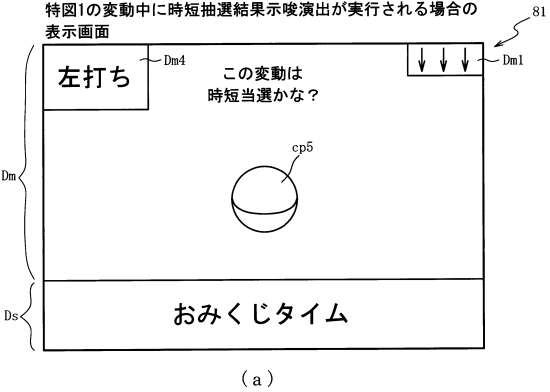 特図1の変動中に時短抽選結果示唆演出が実行される場合の
表示画面
81
左打ち
Dm4
この変動は
時短当選かな？
Dm1
cp5
Dm
おみくじタイム
Ds
(a)